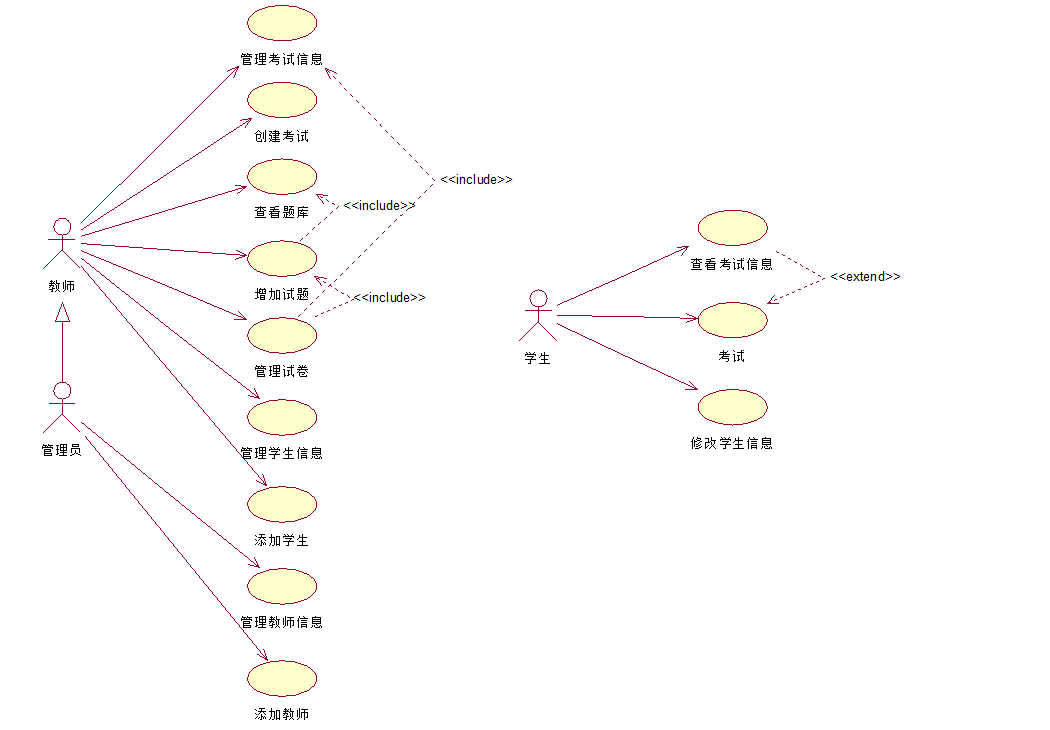 管理考试信息
创建考试
<<include>>
查看题库
<<include>>
教师
增加试题
<<include>>
管理试卷
管理员
管理学生信息
添加学生
管理教师信息
添加教师
查看考试信息
<<extend>>
学生
考试
修改学生信息